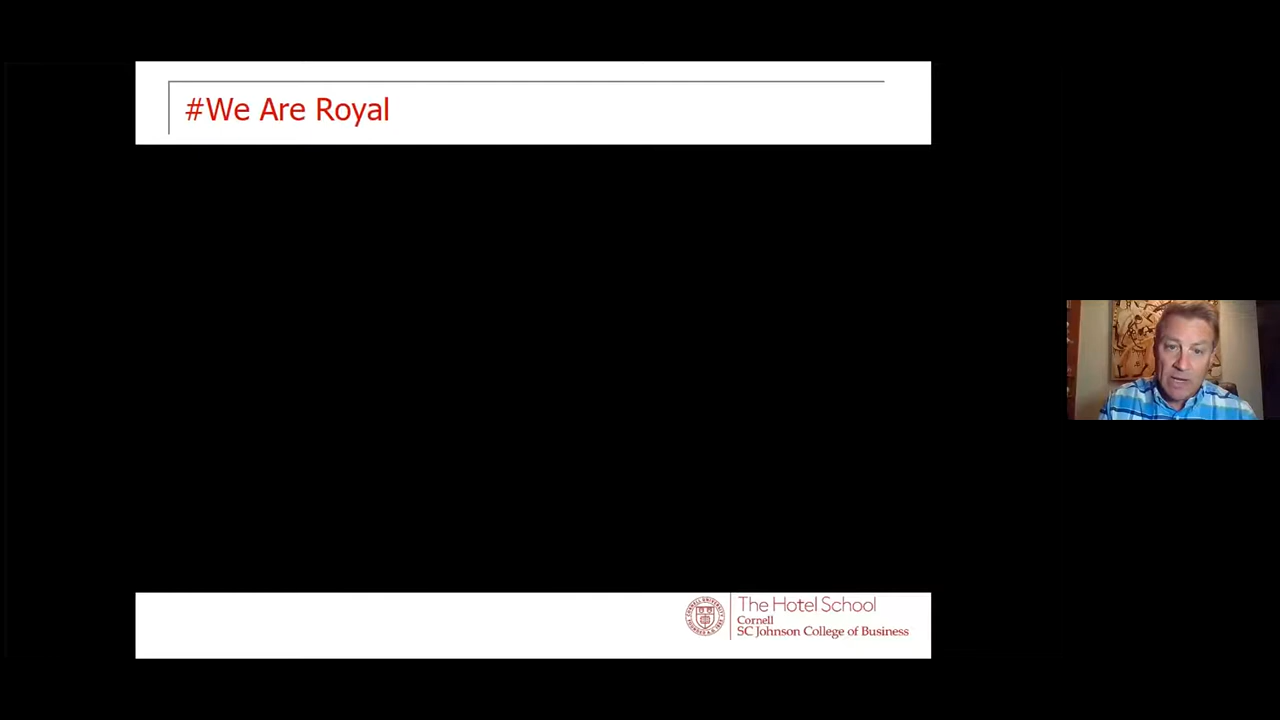 #We Are Royal
The Hotel School
Cornell
SC Johnson College of Business